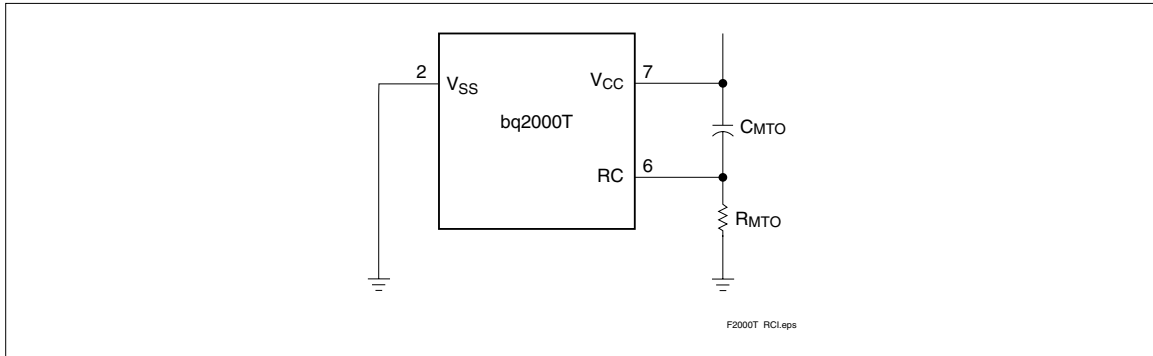 2
VSS
VCC
7
bq2000T
CMTO
RC
6
RMTO
F2000T RCI.eps